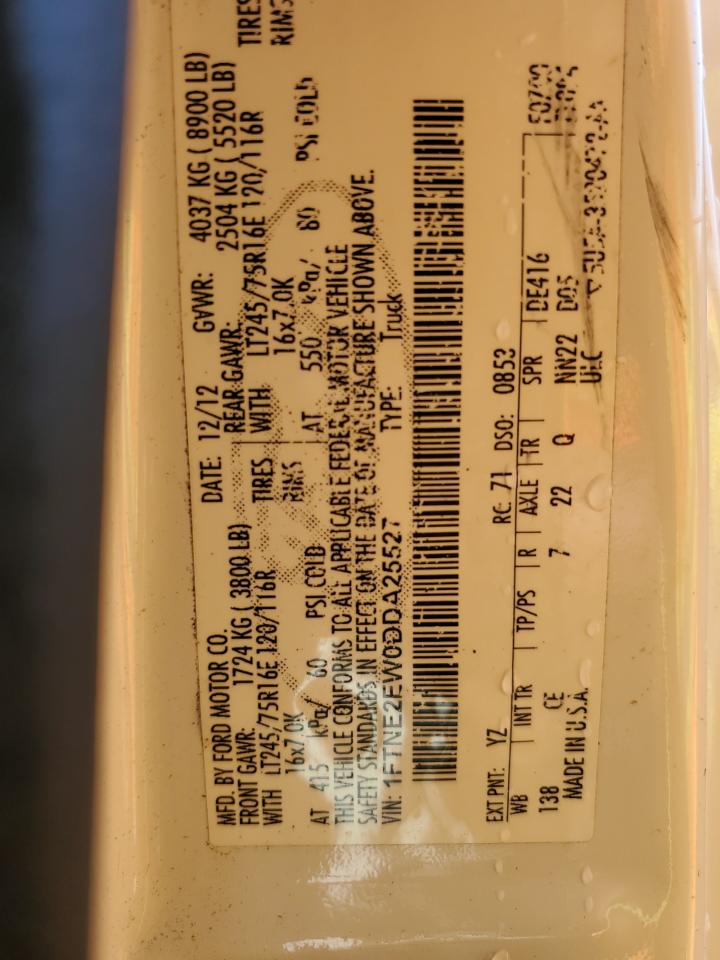 MFD. BY FORD MOTOR CO. DATE: 12/12 GVWR: 4037 KG ( 8900 LB)
FRONT GAWR: 1724 KG ( 3800 LB) REAR GAWR: 2504 KG ( 5520 LB)
WITH LT245/75R16E 120/116R TIRES WITH LT245/75R16E 120/116R TIRES
16x7.0K RIMS 16x7.0K RIMS
AT 415 kPa/ 60 PSI COLD AT 550 kPa/ 80 PSI COLD
THIS VEHICLE CONFORMS TO ALL APPLICABLE FEDERAL MOTOR VEHICLE
SAFETY STANDARDS IN EFFECT ON THE DATE OF MANUFACTURE SHOWN ABOVE.
VIN: 1FTNE2EW0DDA25527 TYPE: Truck
EXT PNT: YZ RC: 71 DSO: 0853
WB INT TR TP/PS R AXLE TR SPR DE416
138 CE 7 22 Q NN22 D05
MADE IN U.S.A.